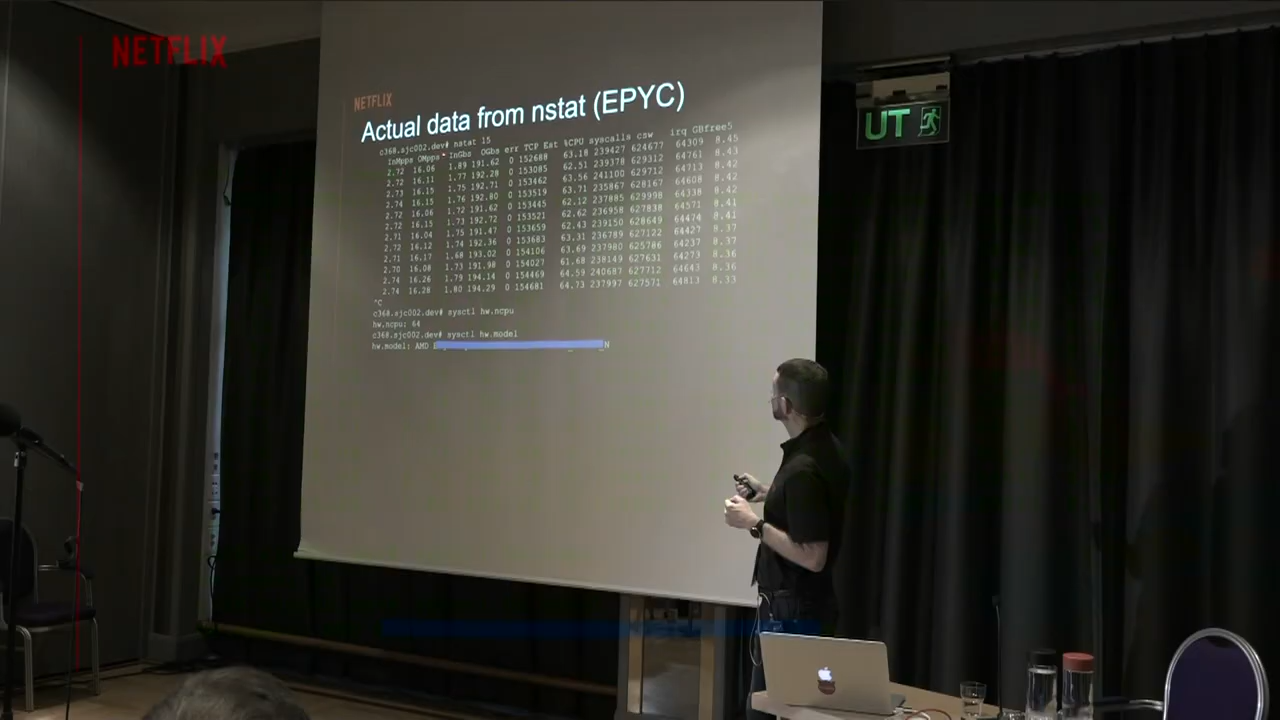 NETFLIX
NETFLIX
Actual data from nstat (EPYC)
c368.sjc002.dev# nstat 15
InMpps OMpps InGbs OGbs err TCP Est %CPU syscalls csw irq GBfree5
2.72 16.06 1.89 191.62 0 152688 63.18 239427 624677 64309 8.45
2.72 16.11 1.77 192.28 0 153085 62.51 239378 629312 64761 8.43
2.73 16.15 1.75 192.71 0 153462 63.56 241100 629712 64713 8.42
2.74 16.15 1.76 192.80 0 153519 63.71 235867 628167 64608 8.42
2.72 16.06 1.72 191.62 0 153445 62.12 237885 629998 64338 8.42
2.72 16.15 1.73 192.72 0 153521 62.62 236958 627838 64571 8.41
2.71 16.04 1.75 191.47 0 153659 62.43 239150 628649 64474 8.41
2.72 16.12 1.74 192.36 0 153683 63.31 236789 627122 64427 8.37
2.71 16.17 1.68 193.02 0 154106 63.69 237980 625786 64237 8.37
2.70 16.08 1.73 191.98 0 154027 61.68 238149 627631 64273 8.36
2.74 16.26 1.79 194.14 0 154469 64.59 240687 627712 64643 8.36
2.74 16.28 1.80 194.29 0 154681 64.73 237997 627571 64813 8.33
^C
c368.sjc002.dev# sysctl hw.ncpu
hw.ncpu: 64
c368.sjc002.dev# sysctl hw.model
hw.model: AMD
UT